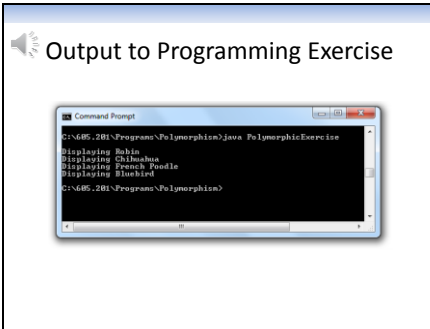 Output to Programming Exercise
Command Prompt
C:\605.201\Programs\Polymorphism>java PolymorphicExercise
Displaying Robin
Displaying Chihuahua
Displaying French Poodle
Displaying Bluebird
C:\605.201\Programs\Polymorphism>